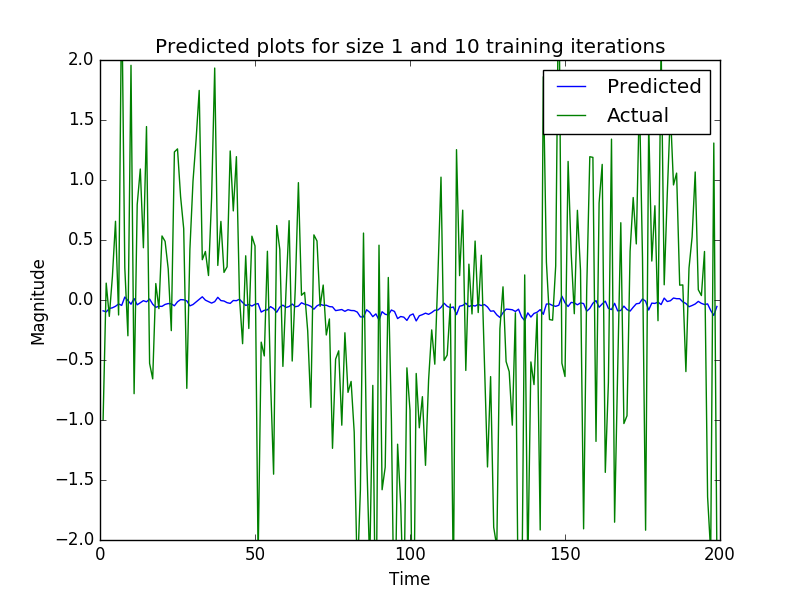 Predicted plots for size 1 and 10 training iterations
2.0
1.5
1.0
0.5
0.0
−0.5
−1.0
−1.5
−2.0
Magnitude
Predicted
Actual
0 50 100 150 200
Time